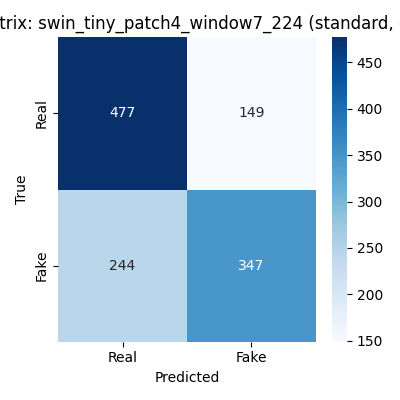 trix: swin_tiny_patch4_window7_224 (standard,
Real
477
149
True
Fake
244
347
Real
Fake
Predicted
450
400
350
300
250
200
150